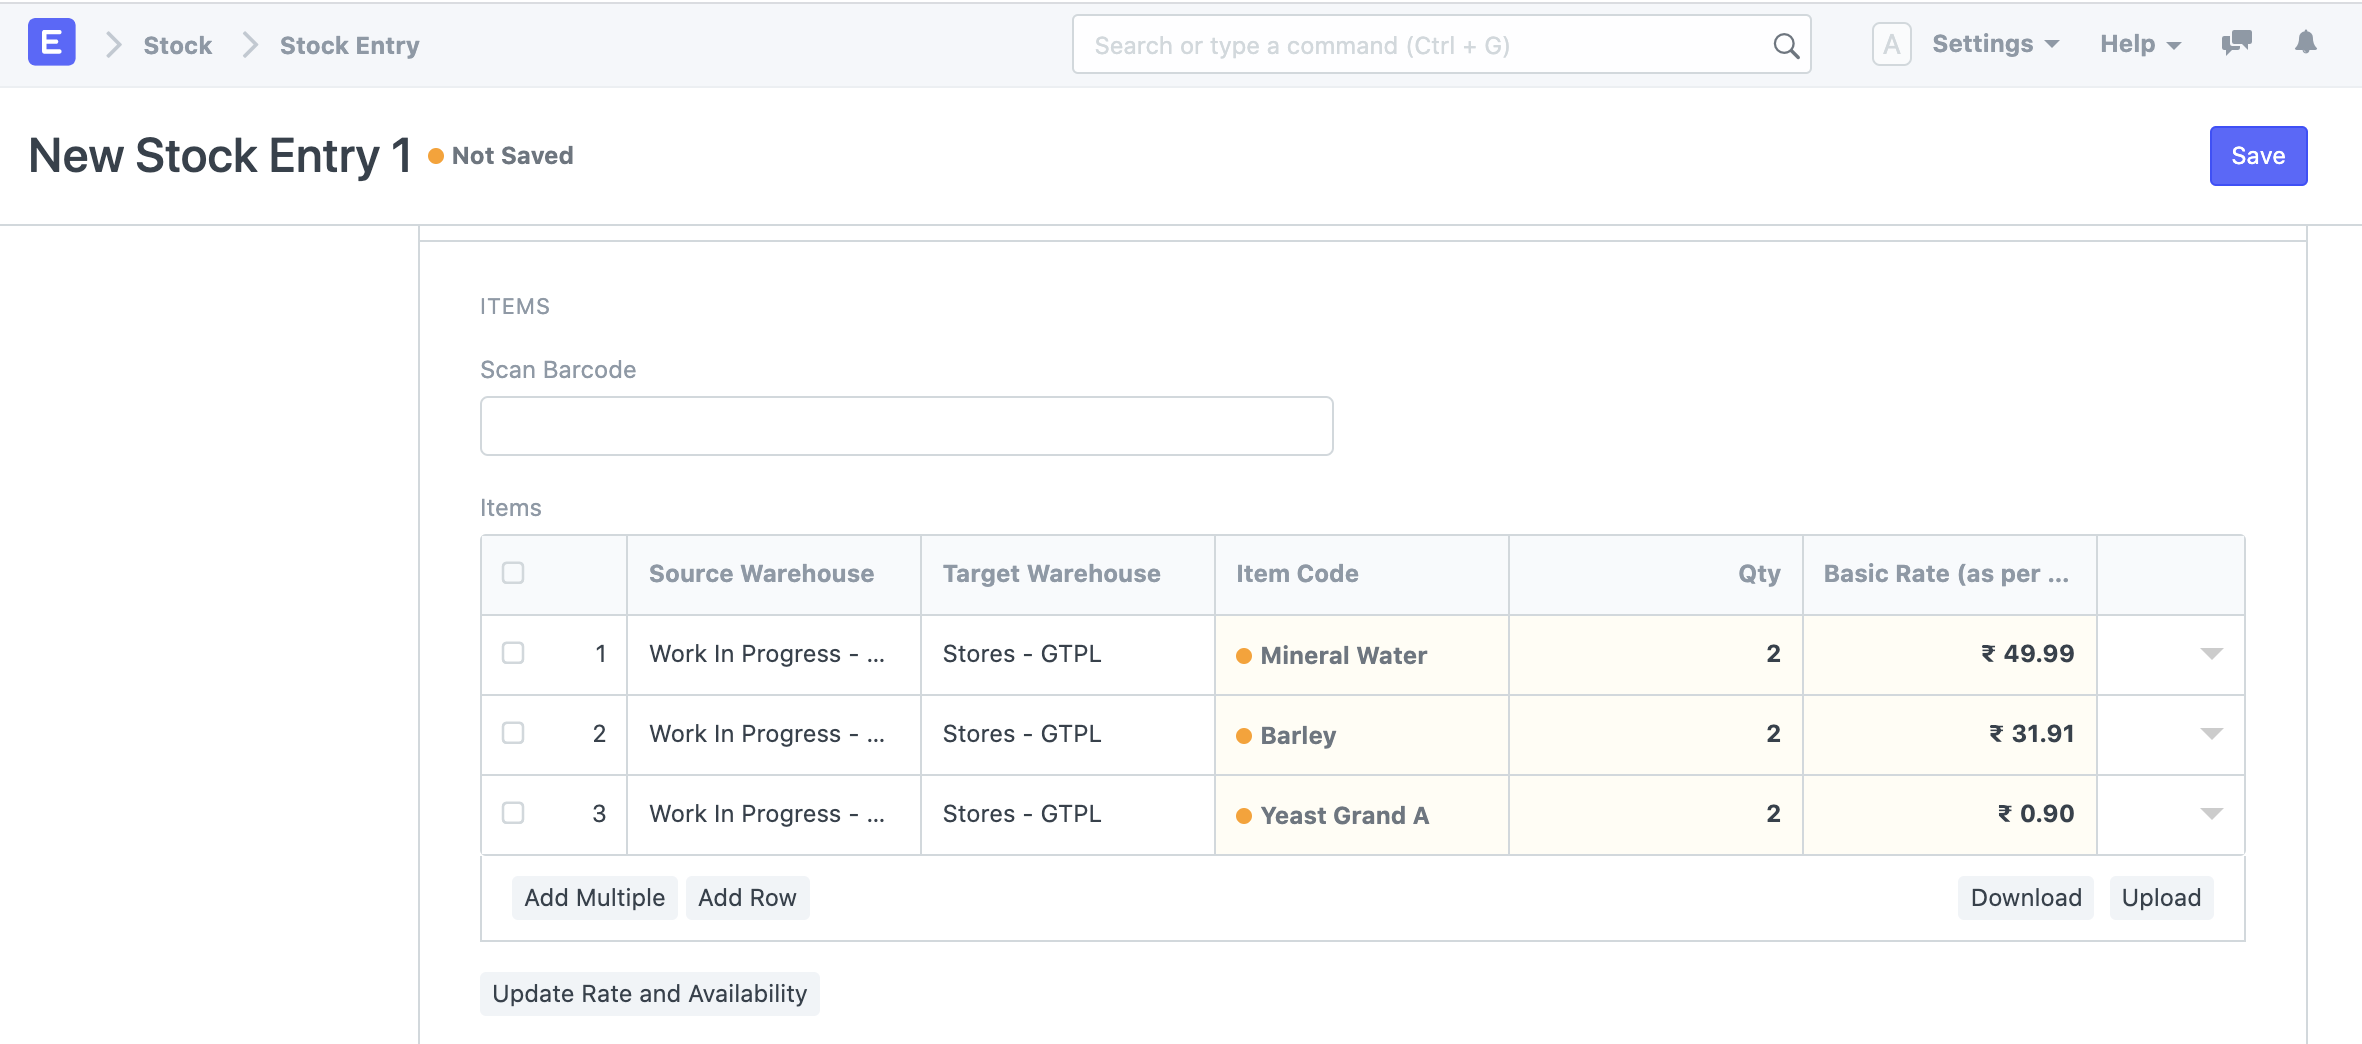 E Stock Stock Entry Search or type a command (Ctrl + G) A Settings Help
New Stock Entry 1 Not Saved Save
ITEMS
Scan Barcode
Items
Source Warehouse Target Warehouse Item Code Qty Basic Rate (as per ...
1 Work In Progress - ... Stores - GTPL Mineral Water 2 ₹ 49.99
2 Work In Progress - ... Stores - GTPL Barley 2 ₹ 31.91
3 Work In Progress - ... Stores - GTPL Yeast Grand A 2 ₹ 0.90
Add Multiple Add Row Download Upload
Update Rate and Availability